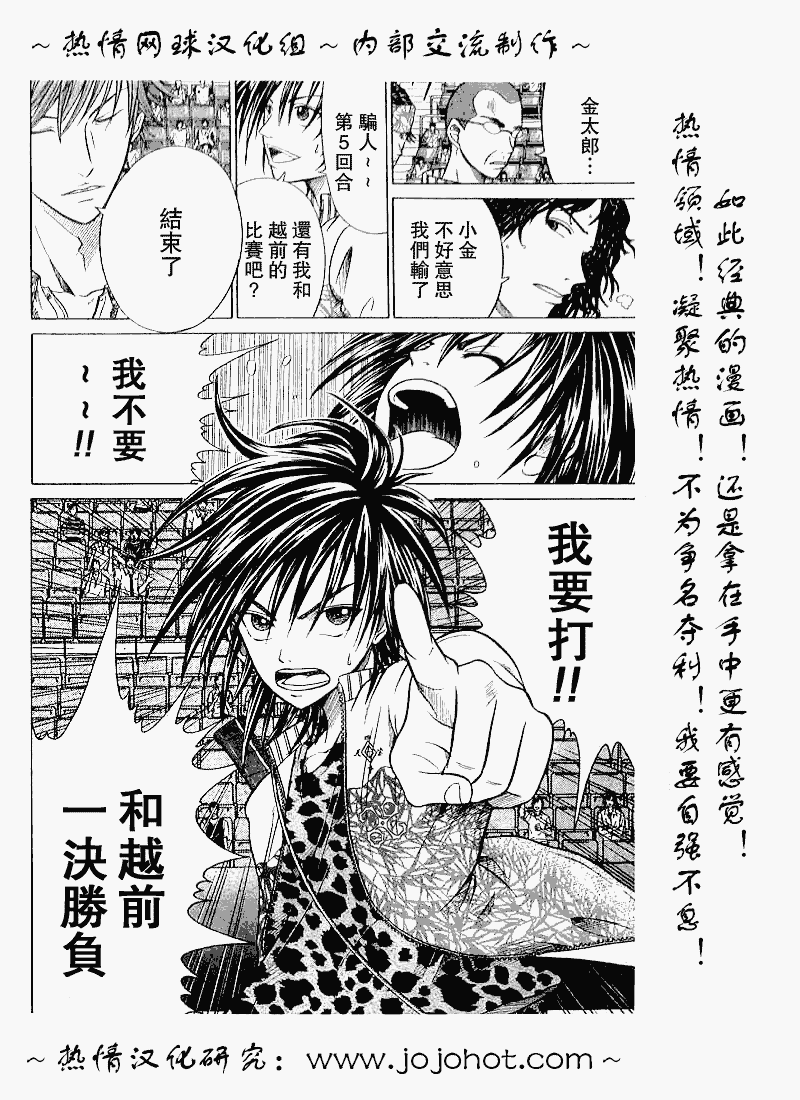 ~热情网球汉化组~内部交流制作~
金太郎…
騙人~~
第5回合
還有我和
越前的
比賽吧?
結束了
小金
不好意思
我們輸了
我不要
~~!!
我要打!!
和越前
一決勝負
如此经典的漫画!还是拿在手中更有感觉!
热情领域!凝聚热情!不为争名夺利!我要自强不息!
~热情汉化研究:www.jojohot.com~